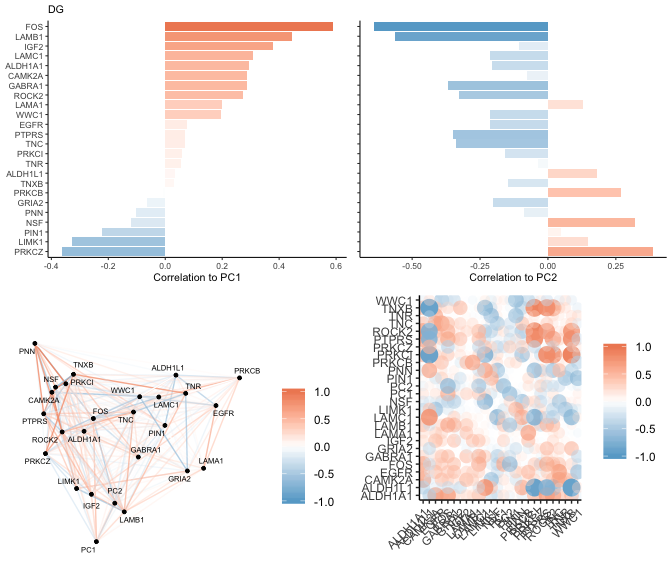 DG
FOS
LAMB1
IGF2
LAMC1
ALDH1A1
CAMK2A
GABRA1
ROCK2
LAMA1
WWC1
EGFR
PTPRS
TNC
PRKCI
TNR
ALDH1L1
TNXB
PRKCB
GRIA2
PNN
NSF
PIN1
LIMK1
PRKCZ
-0.4 -0.2 0.0 0.2 0.4 0.6
Correlation to PC1
-0.50 -0.25 0.00 0.25
Correlation to PC2
PNN
TNXB
ALDH1L1
PRKCB
NSF
PRKCI
TNR
CAMK2A
WWC1
LAMC1
EGFR
PTPRS
FOS
TNC
PIN1
ROCK2
ALDH1A1
GABRA1
PRKCZ
LAMA1
GRIA2
LIMK1
PC2
IGF2
LAMB1
PC1
1.0
0.5
0.0
-0.5
-1.0
WWC1
TNXB
TNR
TNC
ROCK2
PTPRS
PRKCZ
PRKCI
PRKCB
PNN
PIN1
PC2
NSF
LIMK1
LAMC1
LAMB1
LAMA1
IGF2
GRIA2
GABRA1
FOS
EGFR
CAMK2A
ALDH1L1
ALDH1A1
WWC1
1.0
0.5
0.0
-0.5
-1.0